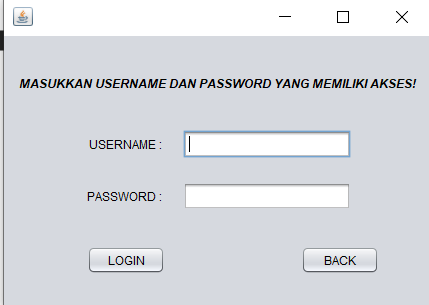 MASUKKAN USERNAME DAN PASSWORD YANG MEMILIKI AKSES!
USERNAME :
PASSWORD :
LOGIN
BACK